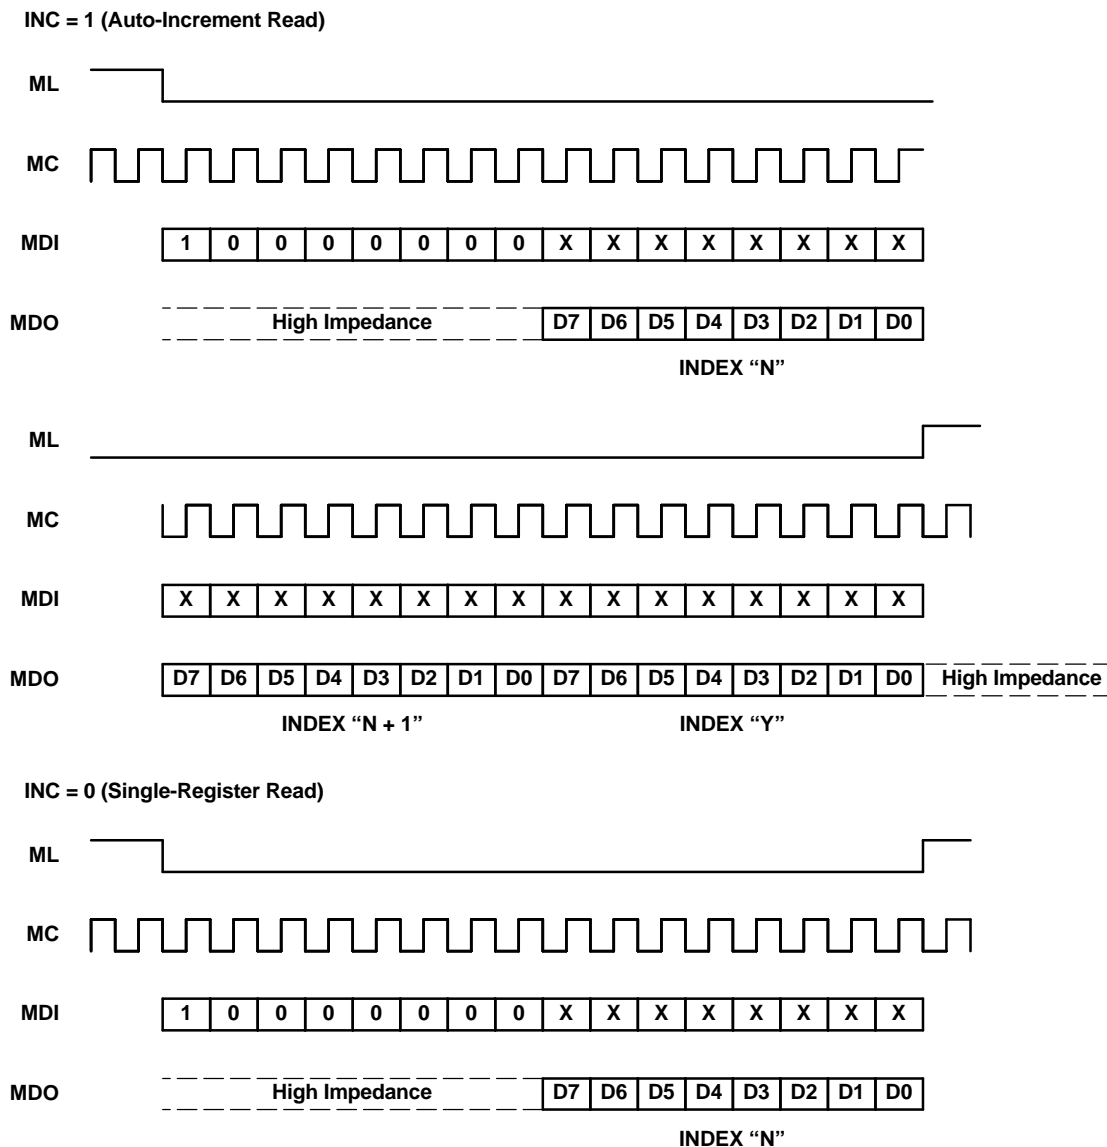 INC = 1 (Auto-Increment Read)
ML
MC
MDI 1 0 0 0 0 0 0 0 X X X X X X X X
MDO High Impedance D7 D6 D5 D4 D3 D2 D1 D0
INDEX “N”
ML
MC
MDI X X X X X X X X X X X X X X X X
MDO D7 D6 D5 D4 D3 D2 D1 D0 D7 D6 D5 D4 D3 D2 D1 D0 High Impedance
INDEX “N + 1” INDEX “Y”
INC = 0 (Single-Register Read)
ML
MC
MDI 1 0 0 0 0 0 0 0 X X X X X X X X
MDO High Impedance D7 D6 D5 D4 D3 D2 D1 D0
INDEX “N”